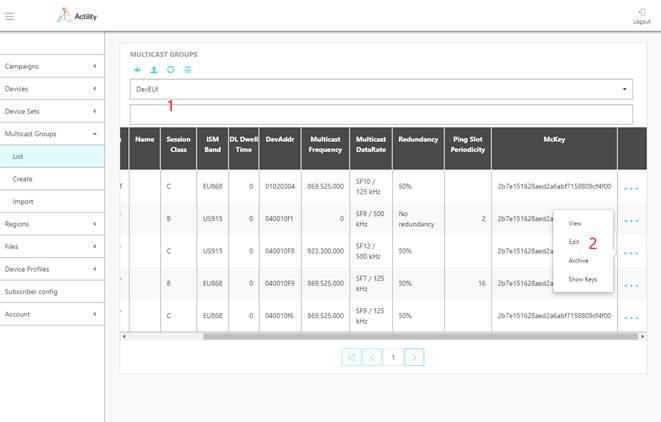 Actility
Logout
Campaigns
Devices
Device Sets
Multicast Groups
List
Create
Import
Regions
Files
Device Profiles
Subscriber config
Account
MULTICAST GROUPS
DevEUI
1
Name Session Class ISM Band DL Dwell Time DevAddr Multicast Frequency Multicast DataRate Redundancy Ping Slot Periodicity McKey
T C EU868 0 01020304 869.525.000 SF10 / 125 kHz 50% 2b7e151628aed2a6abf7158809cf4f00
B US915 0 040010f1 0 SF8 / 500 kHz No redundancy 2 2b7e151628aed2a
C US915 0 040010F8 923.300.000 SF12 / 500 kHz 50% 2b7e151628aed2a
B EU868 0 040010F9 869.525.000 SF7 / 125 kHz 50% 16 2b7e151628aed2a
C EU868 0 040010f6 869.525.000 SF9 / 125 kHz 50% 2b7e151628aed2a6abf7158809cf4f00
View
Edit 2
Archive
Show Keys
1